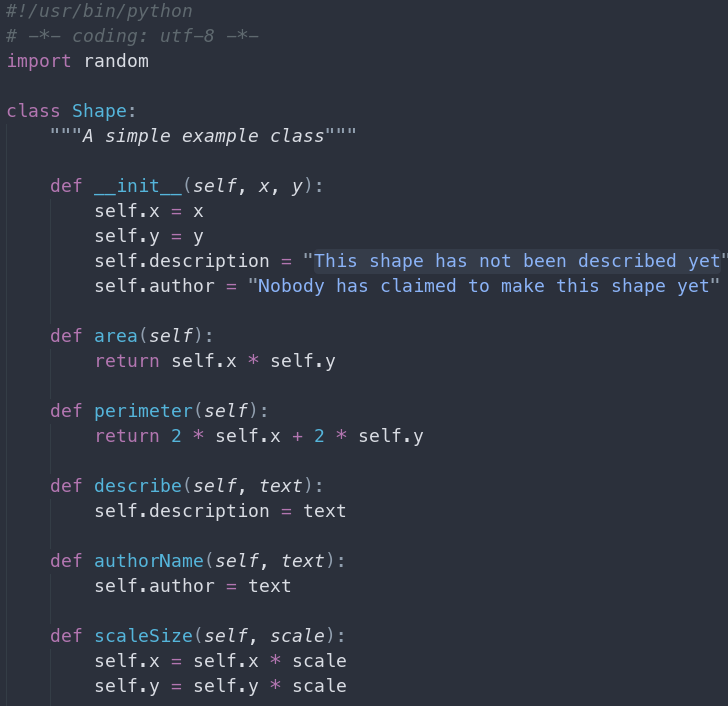 #!/usr/bin/python
# -*- coding: utf-8 -*-
import random

class Shape:
    """A simple example class"""

    def __init__(self, x, y):
        self.x = x
        self.y = y
        self.description = "This shape has not been described yet"
        self.author = "Nobody has claimed to make this shape yet"

    def area(self):
        return self.x * self.y

    def perimeter(self):
        return 2 * self.x + 2 * self.y

    def describe(self, text):
        self.description = text

    def authorName(self, text):
        self.author = text

    def scaleSize(self, scale):
        self.x = self.x * scale
        self.y = self.y * scale